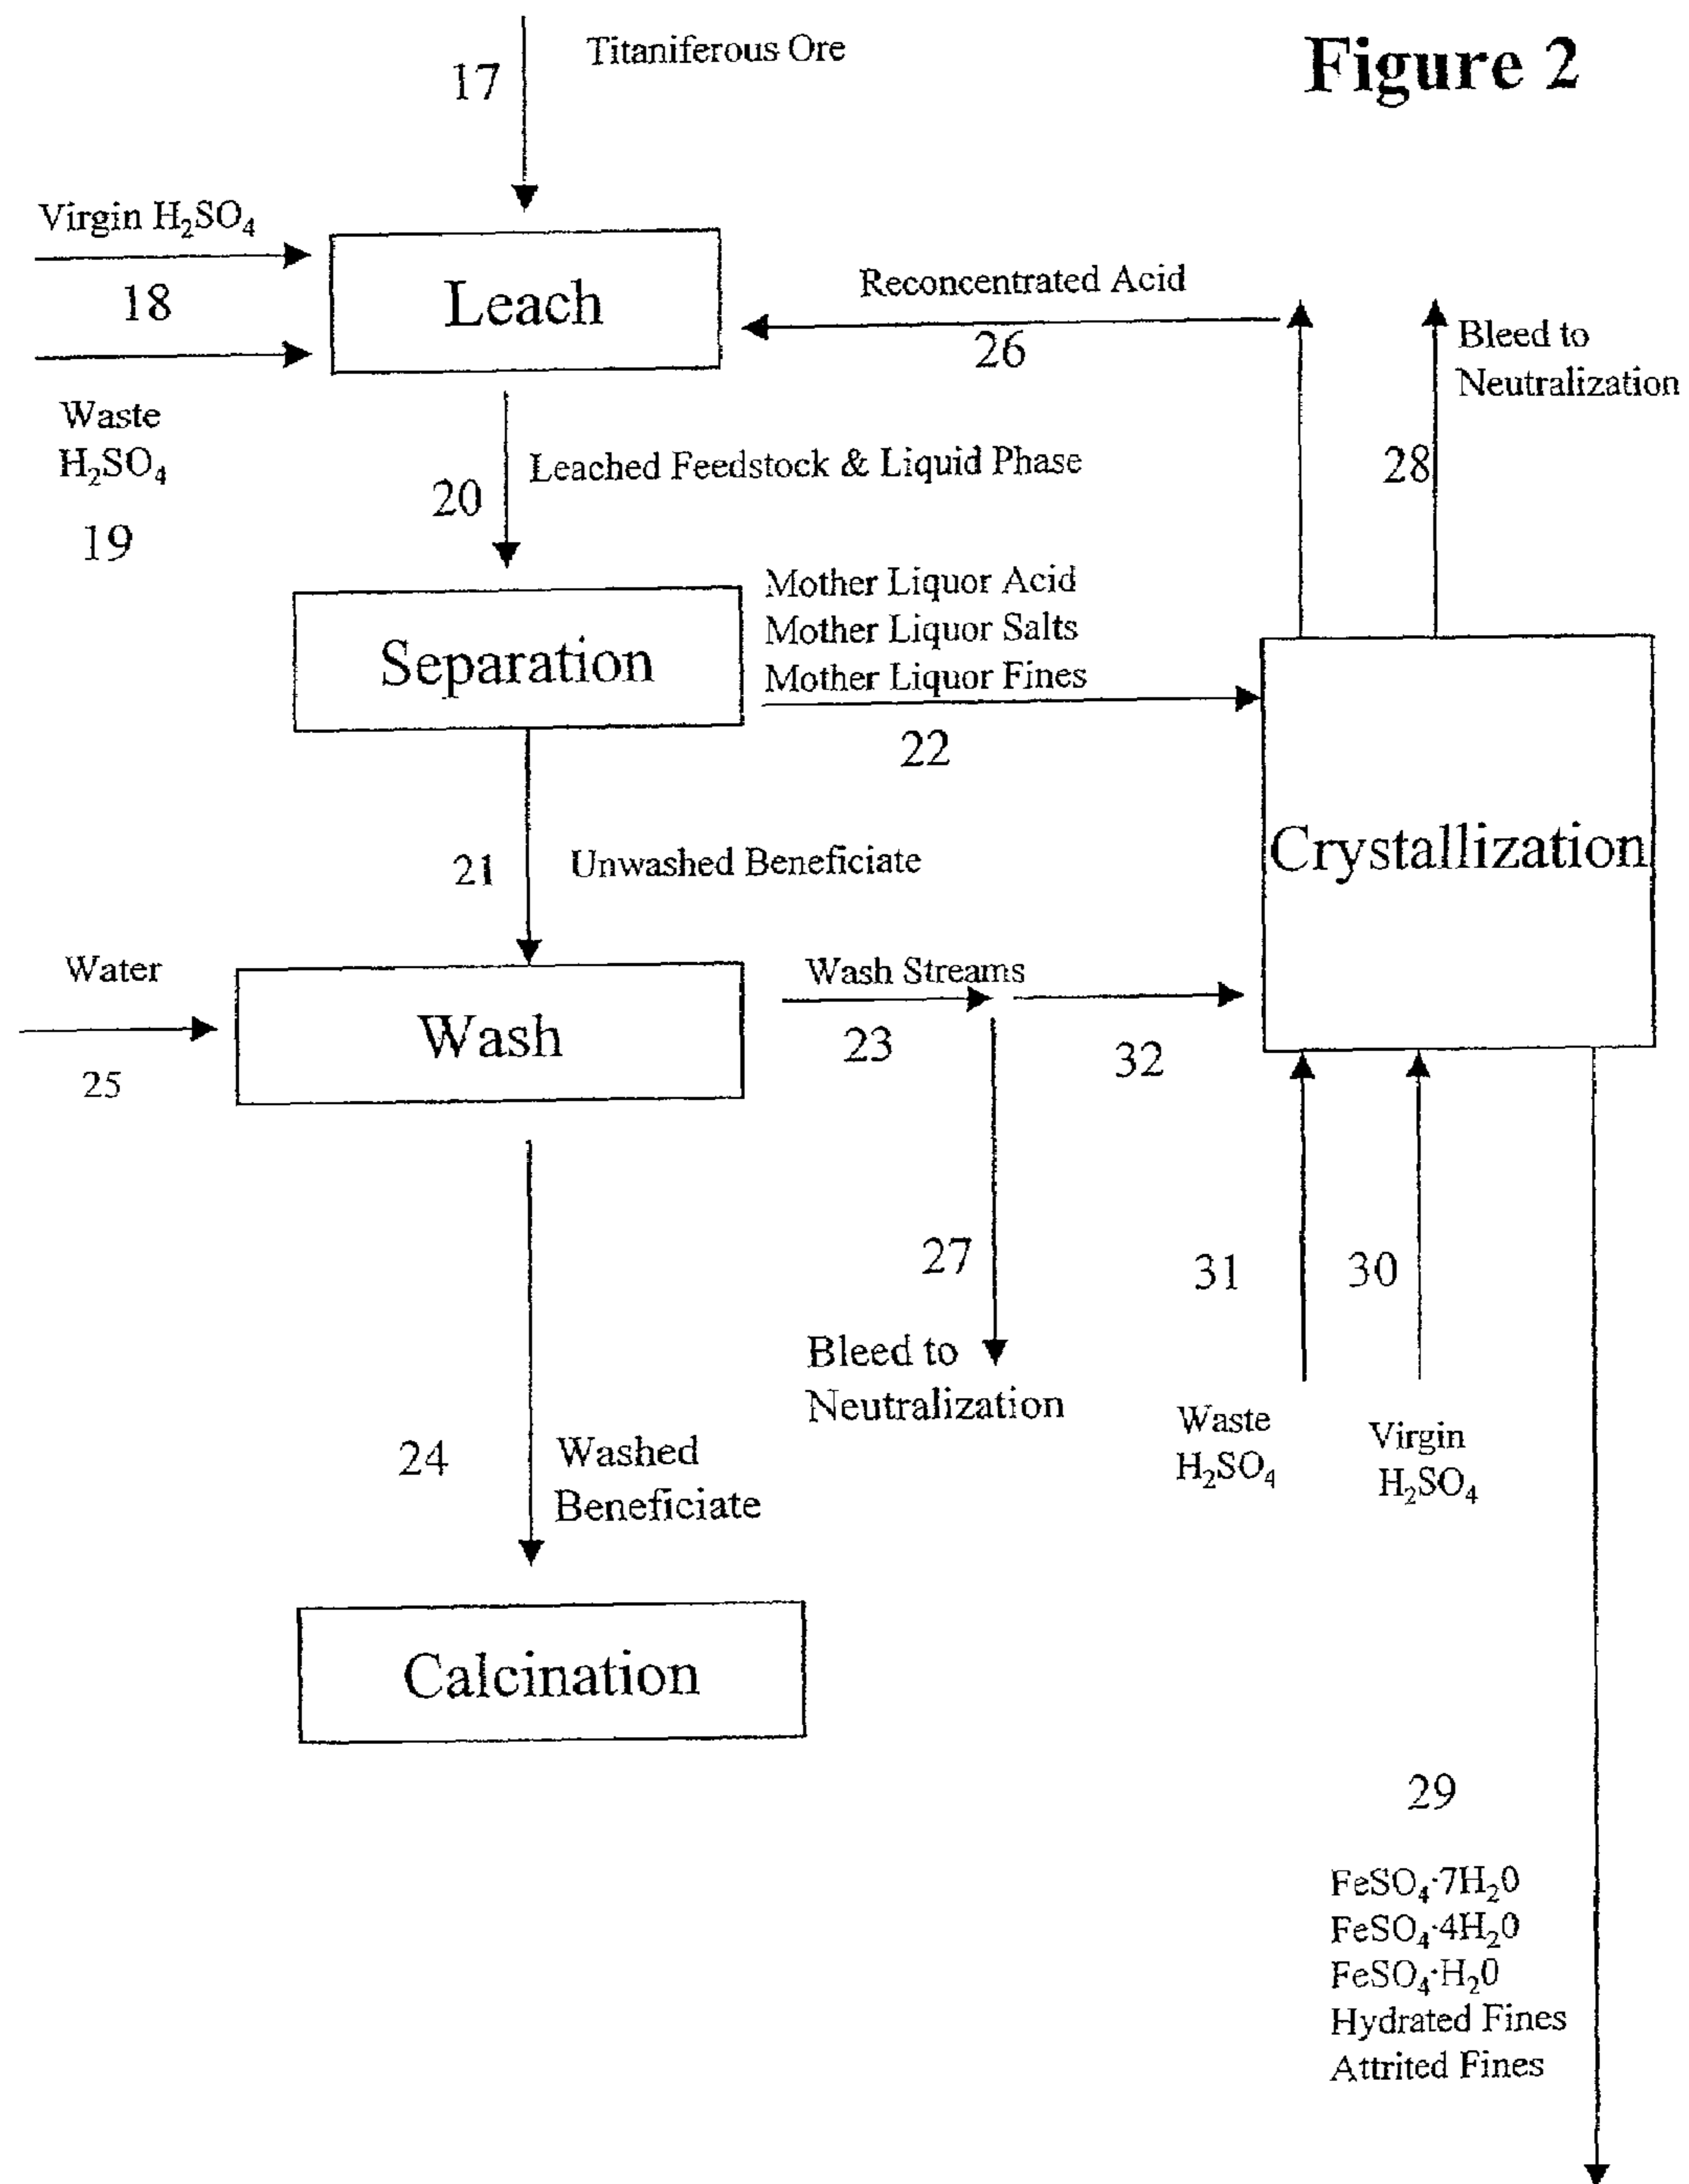 Figure 2
17
Titaniferous Ore
Virgin H₂SO₄
18
Leach
Reconcentrated Acid
26
Bleed to
Neutralization
28
Waste
H₂SO₄
19
20
Leached Feedstock & Liquid Phase
Separation
Mother Liquor Acid
Mother Liquor Salts
Mother Liquor Fines
22
Crystallization
21
Unwashed Beneficiate
Water
25
Wash
Wash Streams
23
32
27
Bleed to
Neutralization
31
30
Waste
H₂SO₄
Virgin
H₂SO₄
24
Washed
Beneficiate
Calcination
29
FeSO₄·7H₂0
FeSO₄·4H₂0
FeSO₄·H₂0
Hydrated Fines
Attrited Fines